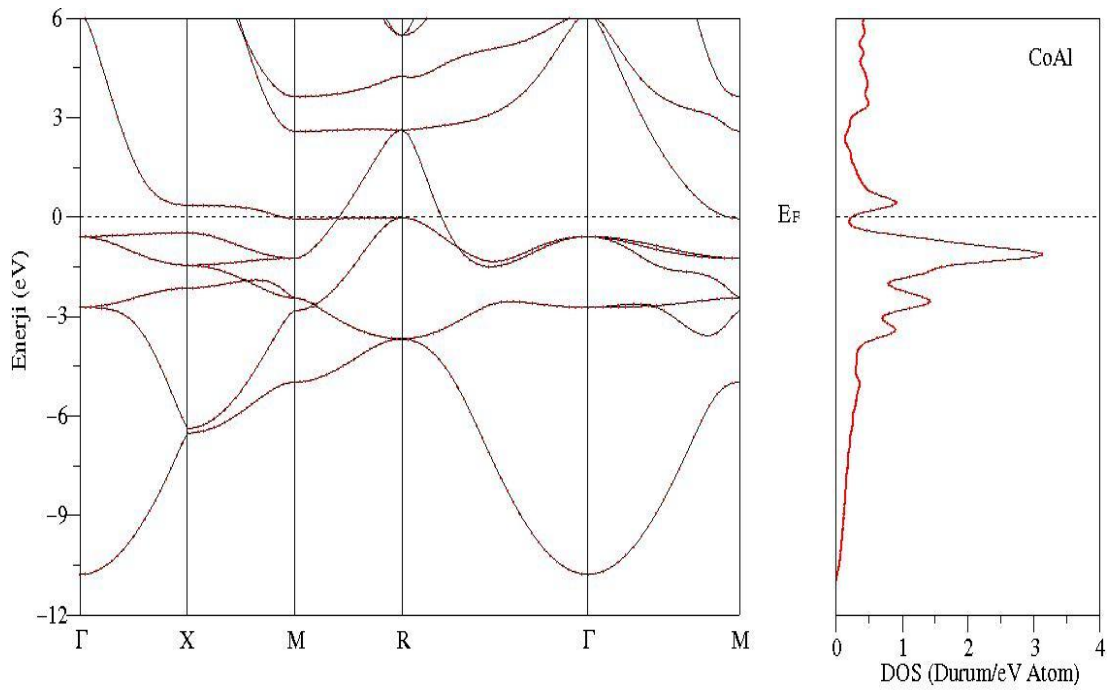 6
3
0
−3
−6
−9
−12
Enerji (eV)
Γ X M R Γ M
CoAl
E_F
0 1 2 3 4
DOS (Durum/eV Atom)